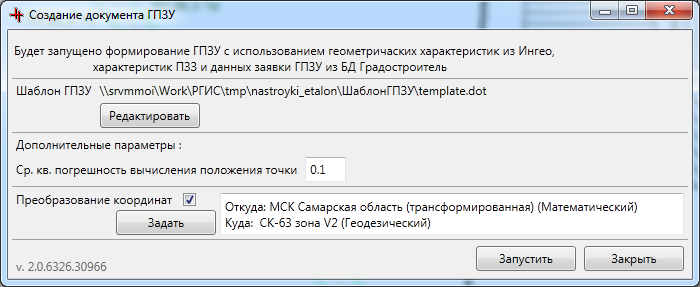 Создание документа ГПЗУ
Будет запущено формирование ГПЗУ с использованием геометричаских характеристик из Ингео,
характеристик ПЗЗ и данных заявки ГПЗУ из БД Градостроитель
Шаблон ГПЗУ \\srvmmoi\Work\РГИС\tmp\nastroyki_etalon\ШаблонГПЗУ\template.dot
Редактировать
Дополнительные параметры :
Ср. кв. погрешность вычисления положения точки 0.1
Преобразование координат
Откуда: МСК Самарская область (трансформированная) (Математический)
Задать
Куда: СК-63 зона V2 (Геодезический)
v. 2.0.6326.30966
Запустить
Закрыть